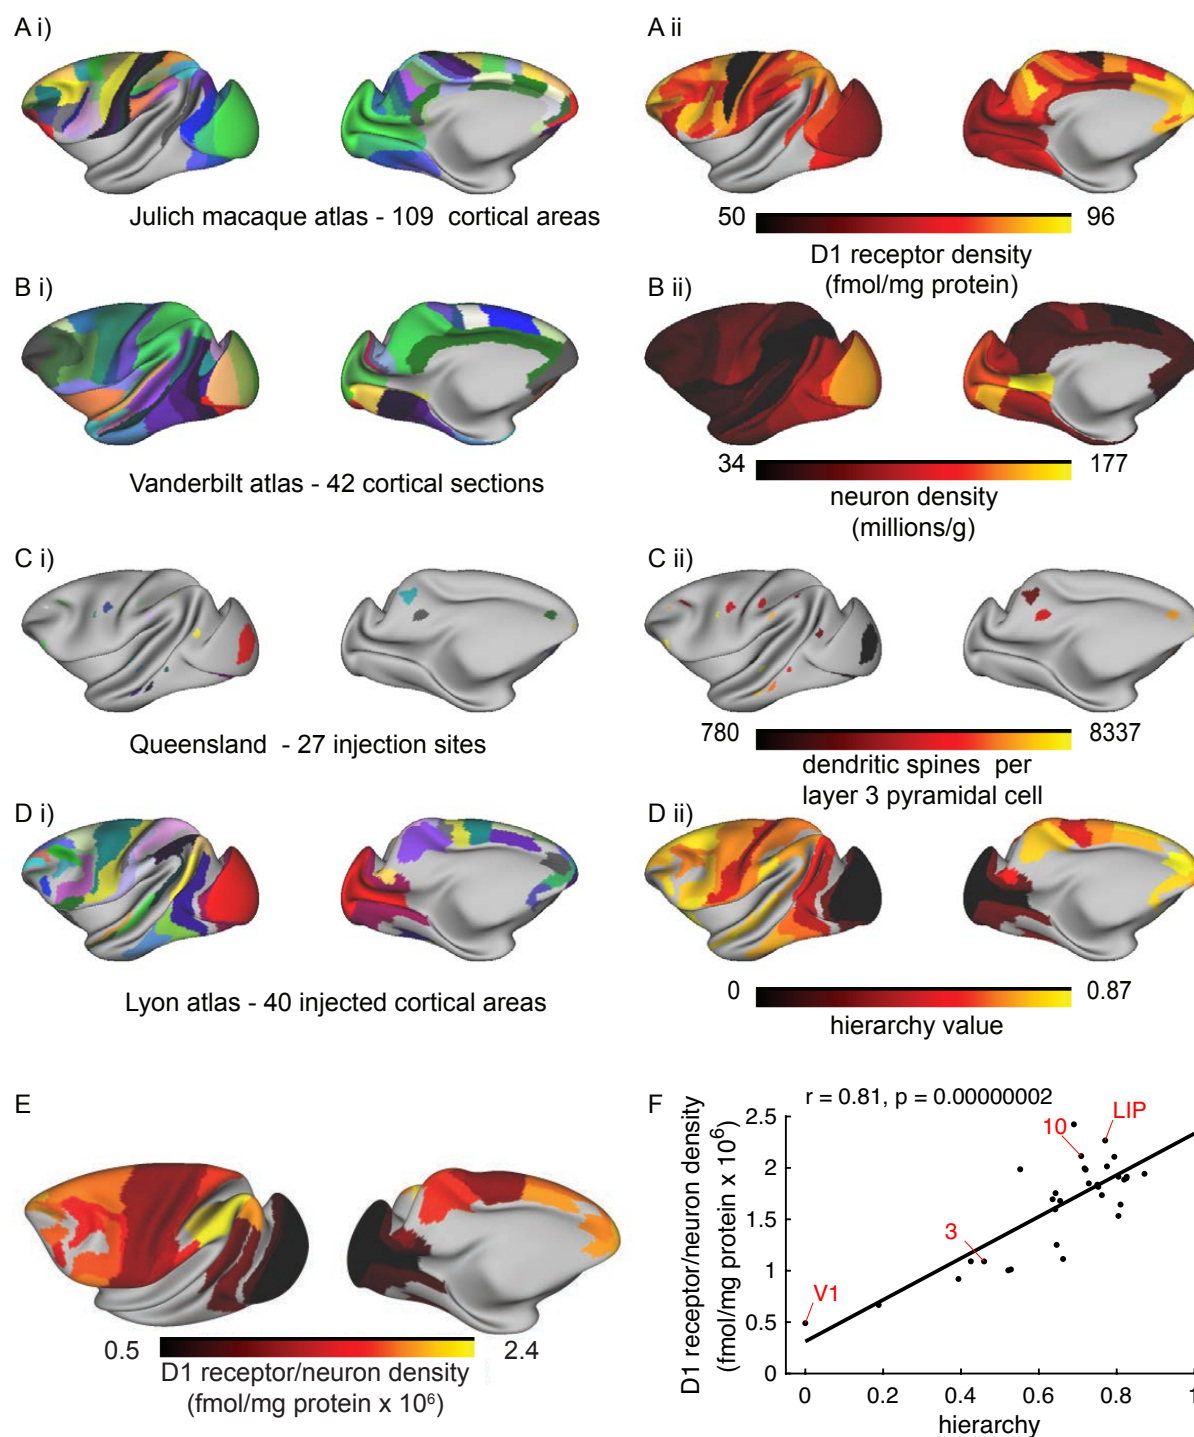 A i)
A ii
Julich macaque atlas - 109 cortical areas
50
96
D1 receptor density
(fmol/mg protein)
B i)
B ii)
Vanderbilt atlas - 42 cortical sections
34
177
neuron density
(millions/g)
C i)
C ii)
Queensland - 27 injection sites
780
8337
dendritic spines per
layer 3 pyramidal cell
D i)
D ii)
Lyon atlas - 40 injected cortical areas
0
0.87
hierarchy value
E
0.5
2.4
D1 receptor/neuron density
(fmol/mg protein x 10⁶)
F
r = 0.81, p = 0.00000002
D1 receptor/neuron density
(fmol/mg protein x 10⁶)
2.5
2
1.5
1
0.5
0
10
LIP
3
V1
0
0.2
0.4
0.6
0.8
1
hierarchy